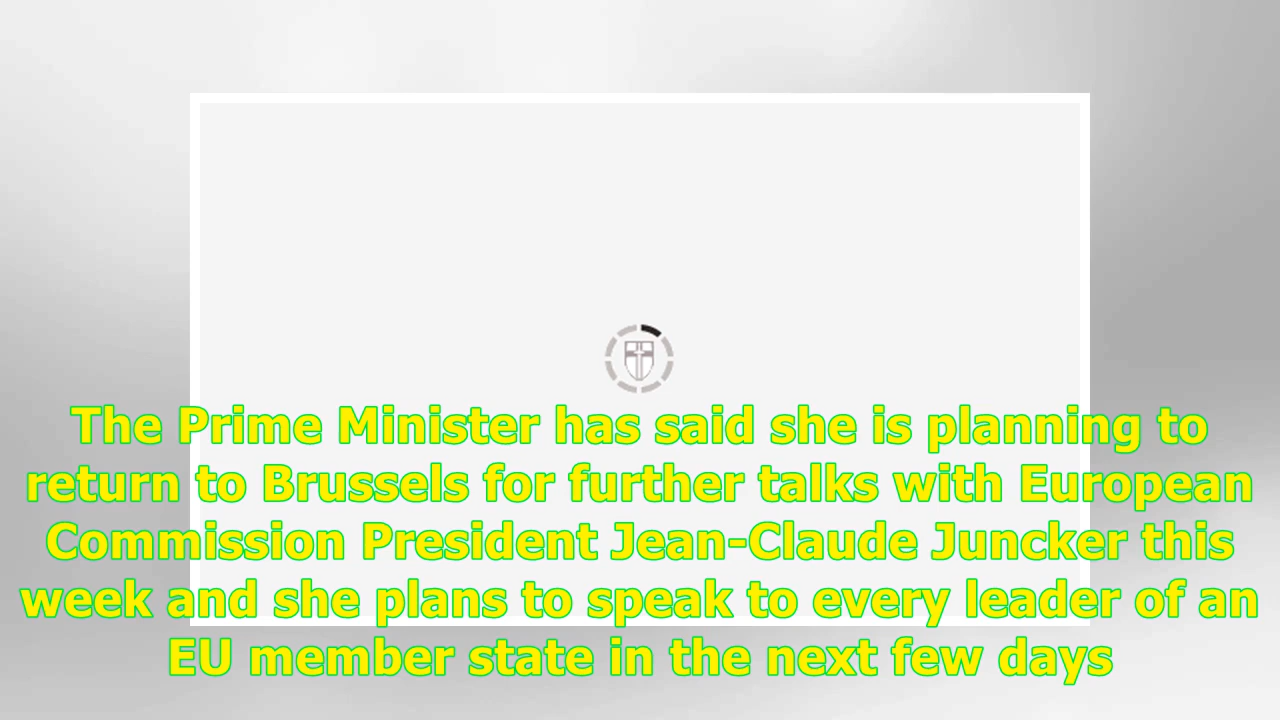 The Prime Minister has said she is planning to
return to Brussels for further talks with European
Commission President Jean-Claude Juncker this
week and she plans to speak to every leader of an
EU member state in the next few days